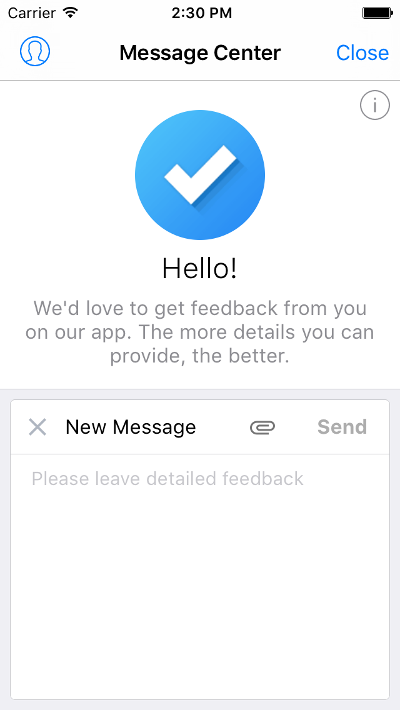 Carrier 2:30 PM
Message Center Close
Hello!
We'd love to get feedback from you
on our app. The more details you can
provide, the better.
New Message Send
Please leave detailed feedback